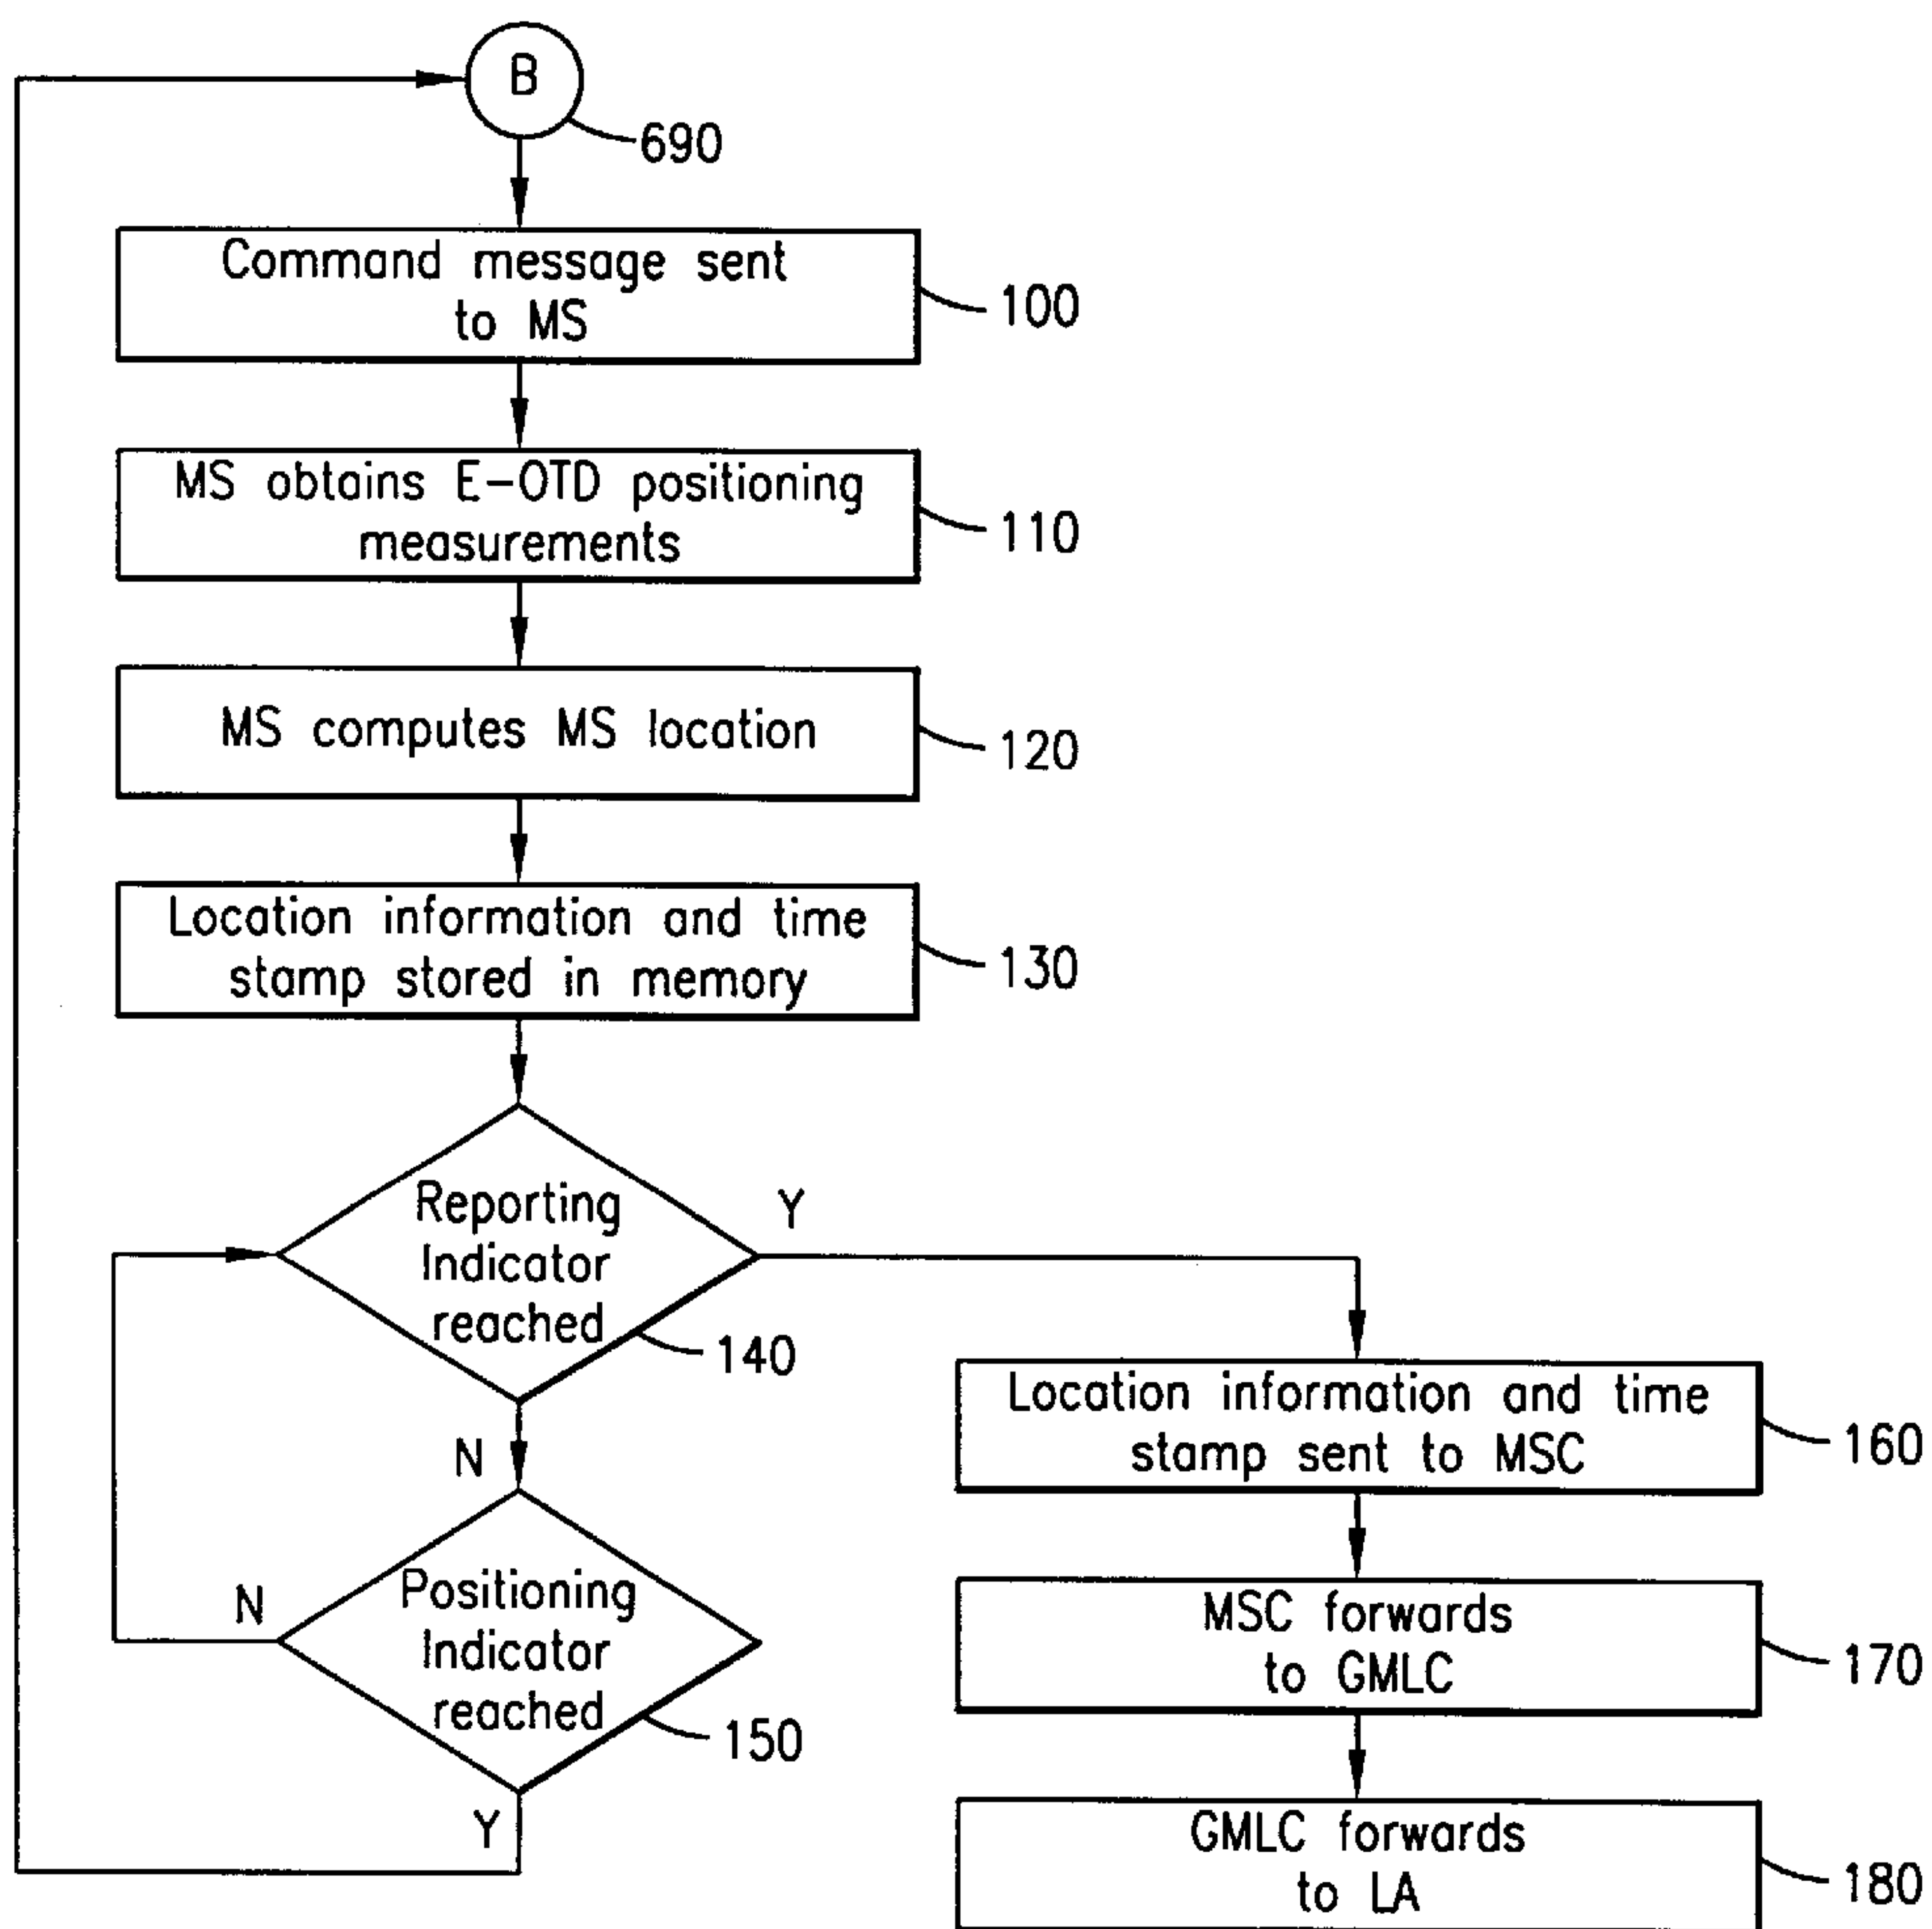 B
690
Command message sent
to MS
100
MS obtains E-OTD positioning
measurements
110
MS computes MS location
120
Location information and time
stamp stored in memory
130
Reporting
Indicator
reached
Y
140
N
Location information and time
stamp sent to MSC
160
Positioning
Indicator
reached
N
150
Y
MSC forwards
to GMLC
170
GMLC forwards
to LA
180